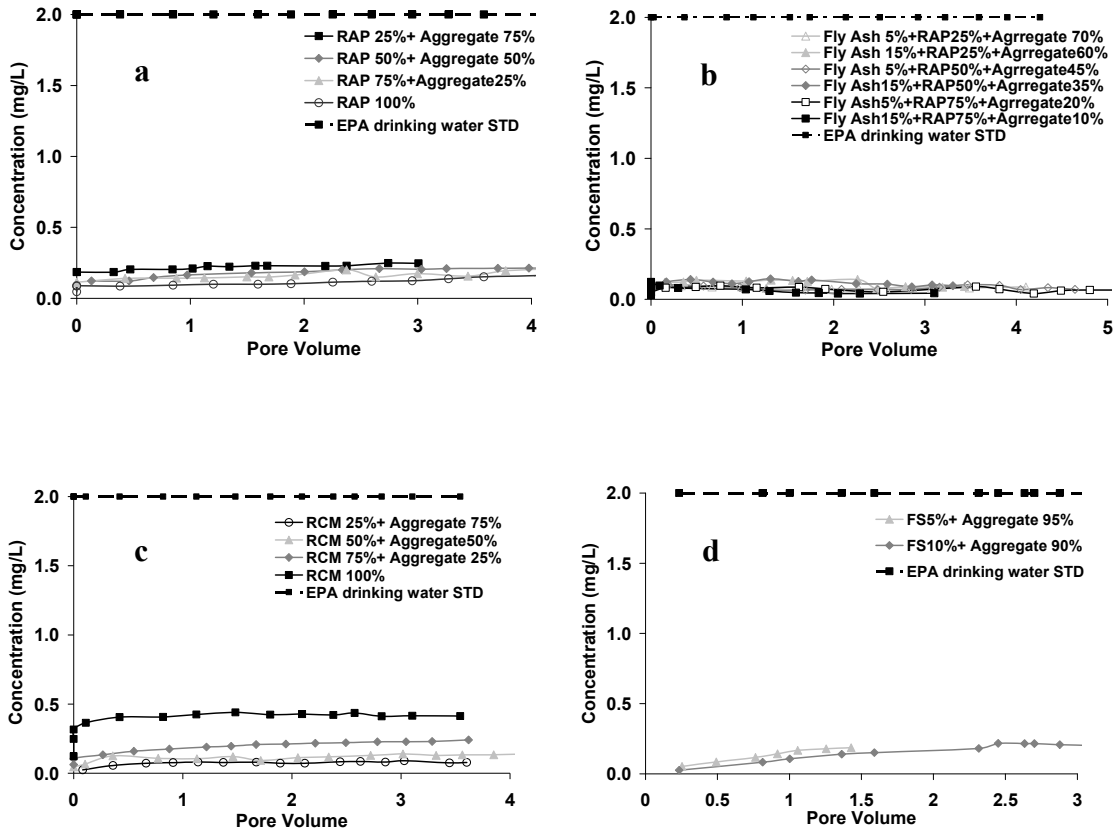 a
Concentration (mg/L)
2.0
1.5
1.0
0.5
0.0
RAP 25%+ Aggregate 75%
RAP 50%+ Aggregate 50%
RAP 75%+Aggregate25%
RAP 100%
EPA drinking water STD
0 1 2 3 4
Pore Volume
b
Concentration (mg/L)
2.0
1.5
1.0
0.5
0.0
Fly Ash 5%+RAP25%+Agrregate 70%
Fly Ash 15%+RAP25%+Agrregate60%
Fly Ash 5%+RAP50%+Agrregate45%
Fly Ash15%+RAP50%+Agrregate35%
Fly Ash5%+RAP75%+Agrregate20%
Fly Ash15%+RAP75%+Agrregate10%
EPA drinking water STD
0 1 2 3 4 5
Pore Volume
c
Concentration (mg/L)
2.0
1.5
1.0
0.5
0.0
RCM 25%+ Aggregate 75%
RCM 50%+ Aggregate50%
RCM 75%+ Aggregate 25%
RCM 100%
EPA drinking water STD
0 1 2 3 4
Pore Volume
d
Concentration (mg/L)
2.0
1.5
1.0
0.5
0.0
FS5%+ Aggregate 95%
FS10%+ Aggregate 90%
EPA drinking water STD
0 0.5 1 1.5 2 2.5 3
Pore Volume